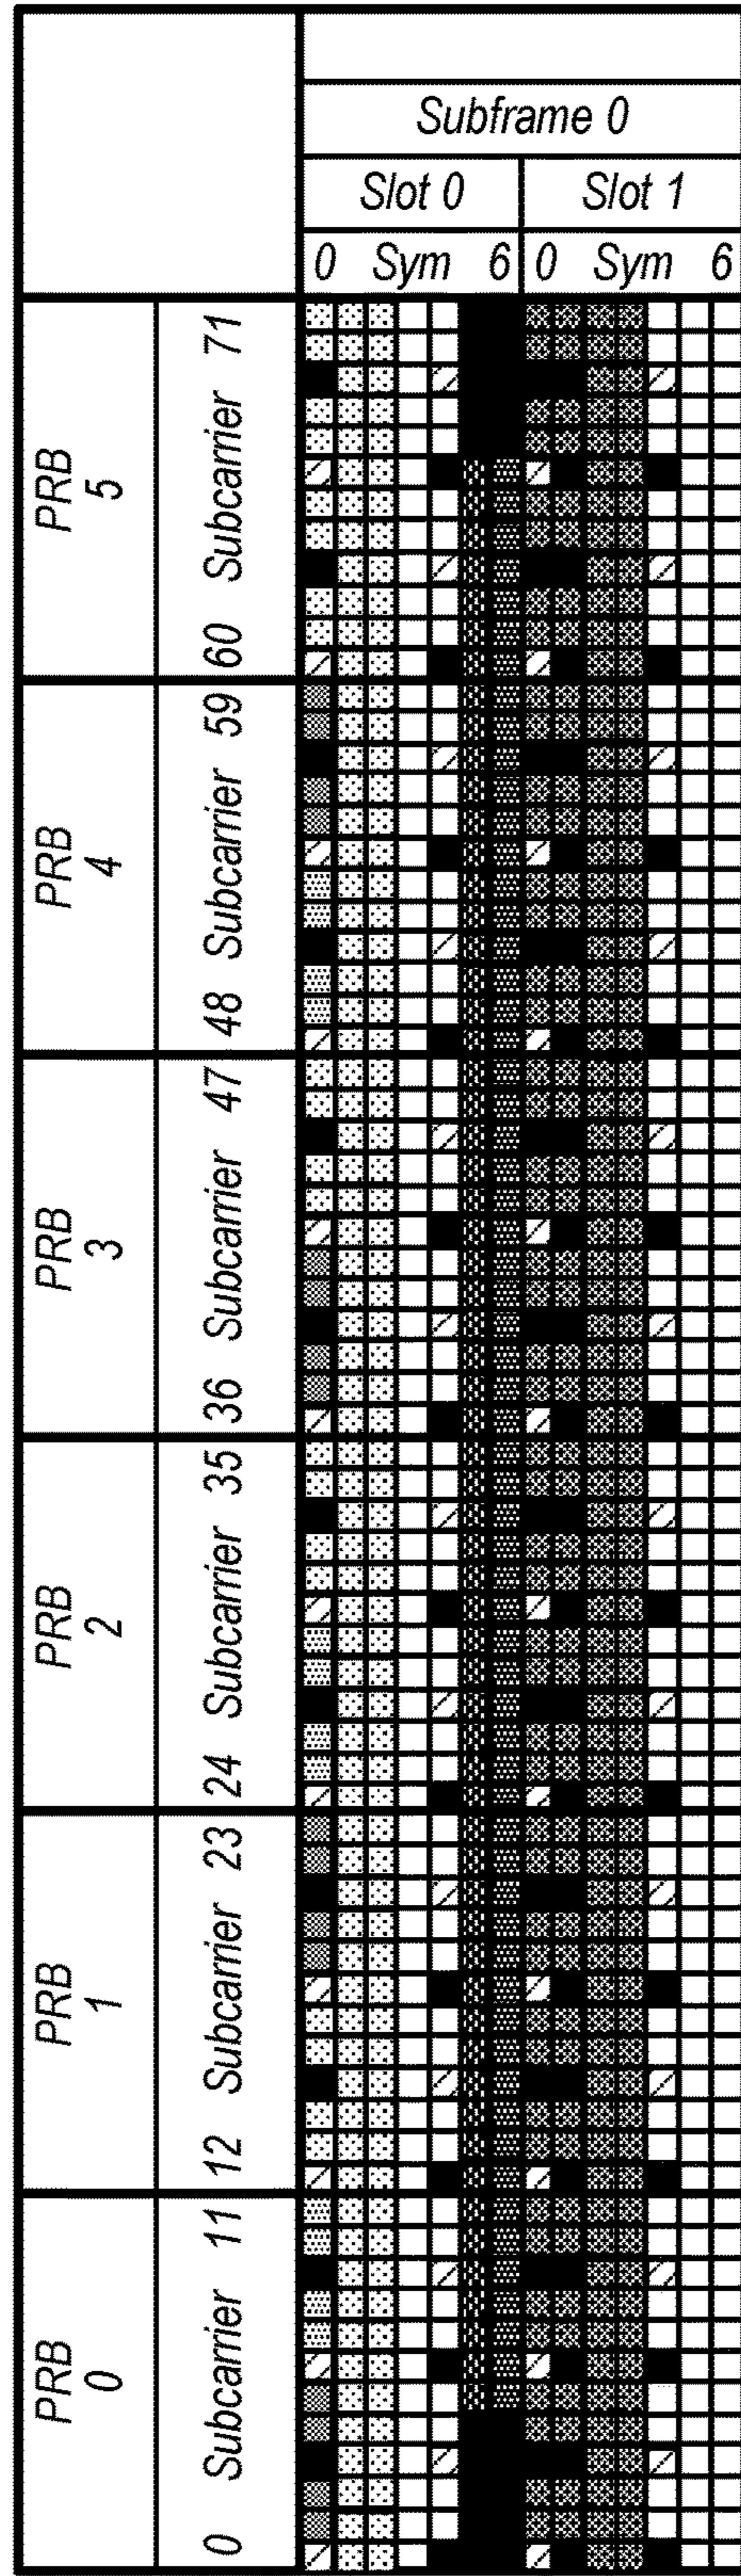 Subframe 0
Slot 0 Slot 1
0 Sym 6 0 Sym 6
PRB 5
60 Subcarrier 71
PRB 4
48 Subcarrier 59
PRB 3
36 Subcarrier 47
PRB 2
24 Subcarrier 35
PRB 1
12 Subcarrier 23
PRB 0
0 Subcarrier 11